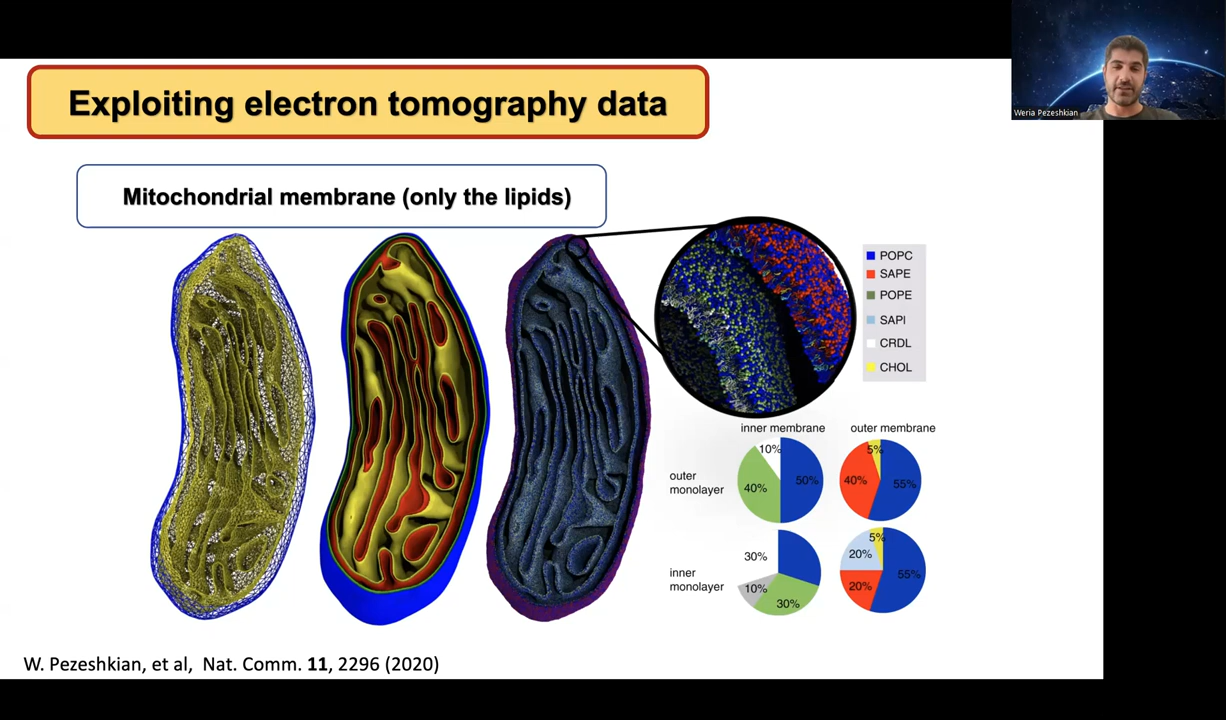 Exploiting electron tomography data
Weria Pezeshkian
Mitochondrial membrane (only the lipids)
POPC
SAPE
POPE
SAPI
CRDL
CHOL
inner membrane
outer membrane
outer
monolayer
10%
40%
50%
5%
40%
55%
inner
monolayer
30%
10%
30%
5%
20%
20%
55%
W. Pezeshkian, et al, Nat. Comm. 11, 2296 (2020)